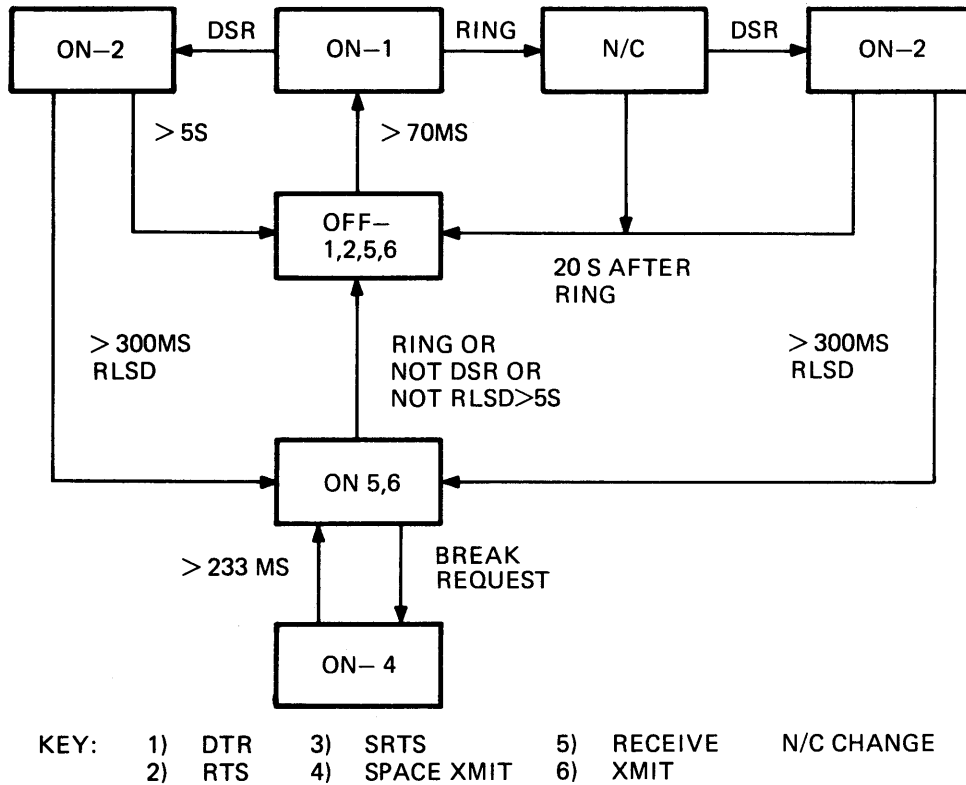 ON–2
DSR
ON–1
RING
N/C
DSR
ON–2
> 5S
> 70MS
OFF–
1,2,5,6
20 S AFTER
RING
> 300MS
RLSD
RING OR
NOT DSR OR
NOT RLSD>5S
> 300MS
RLSD
ON 5,6
> 233 MS
BREAK
REQUEST
ON– 4
KEY: 1) DTR 3) SRTS 5) RECEIVE N/C CHANGE
2) RTS 4) SPACE XMIT 6) XMIT